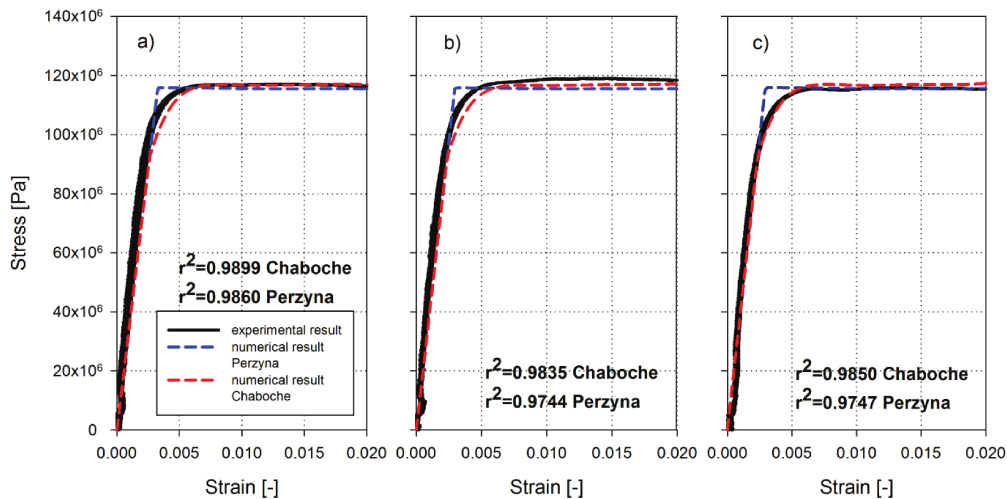 a)
b)
c)
140x10⁶
120x10⁶
100x10⁶
80x10⁶
60x10⁶
40x10⁶
20x10⁶
0
Stress [Pa]
r²=0.9899 Chaboche
r²=0.9860 Perzyna
experimental result
numerical result
Perzyna
numerical result
Chaboche
r²=0.9835 Chaboche
r²=0.9744 Perzyna
r²=0.9850 Chaboche
r²=0.9747 Perzyna
0.000 0.005 0.010 0.015 0.020
0.000 0.005 0.010 0.015 0.020
0.000 0.005 0.010 0.015 0.020
Strain [-]
Strain [-]
Strain [-]